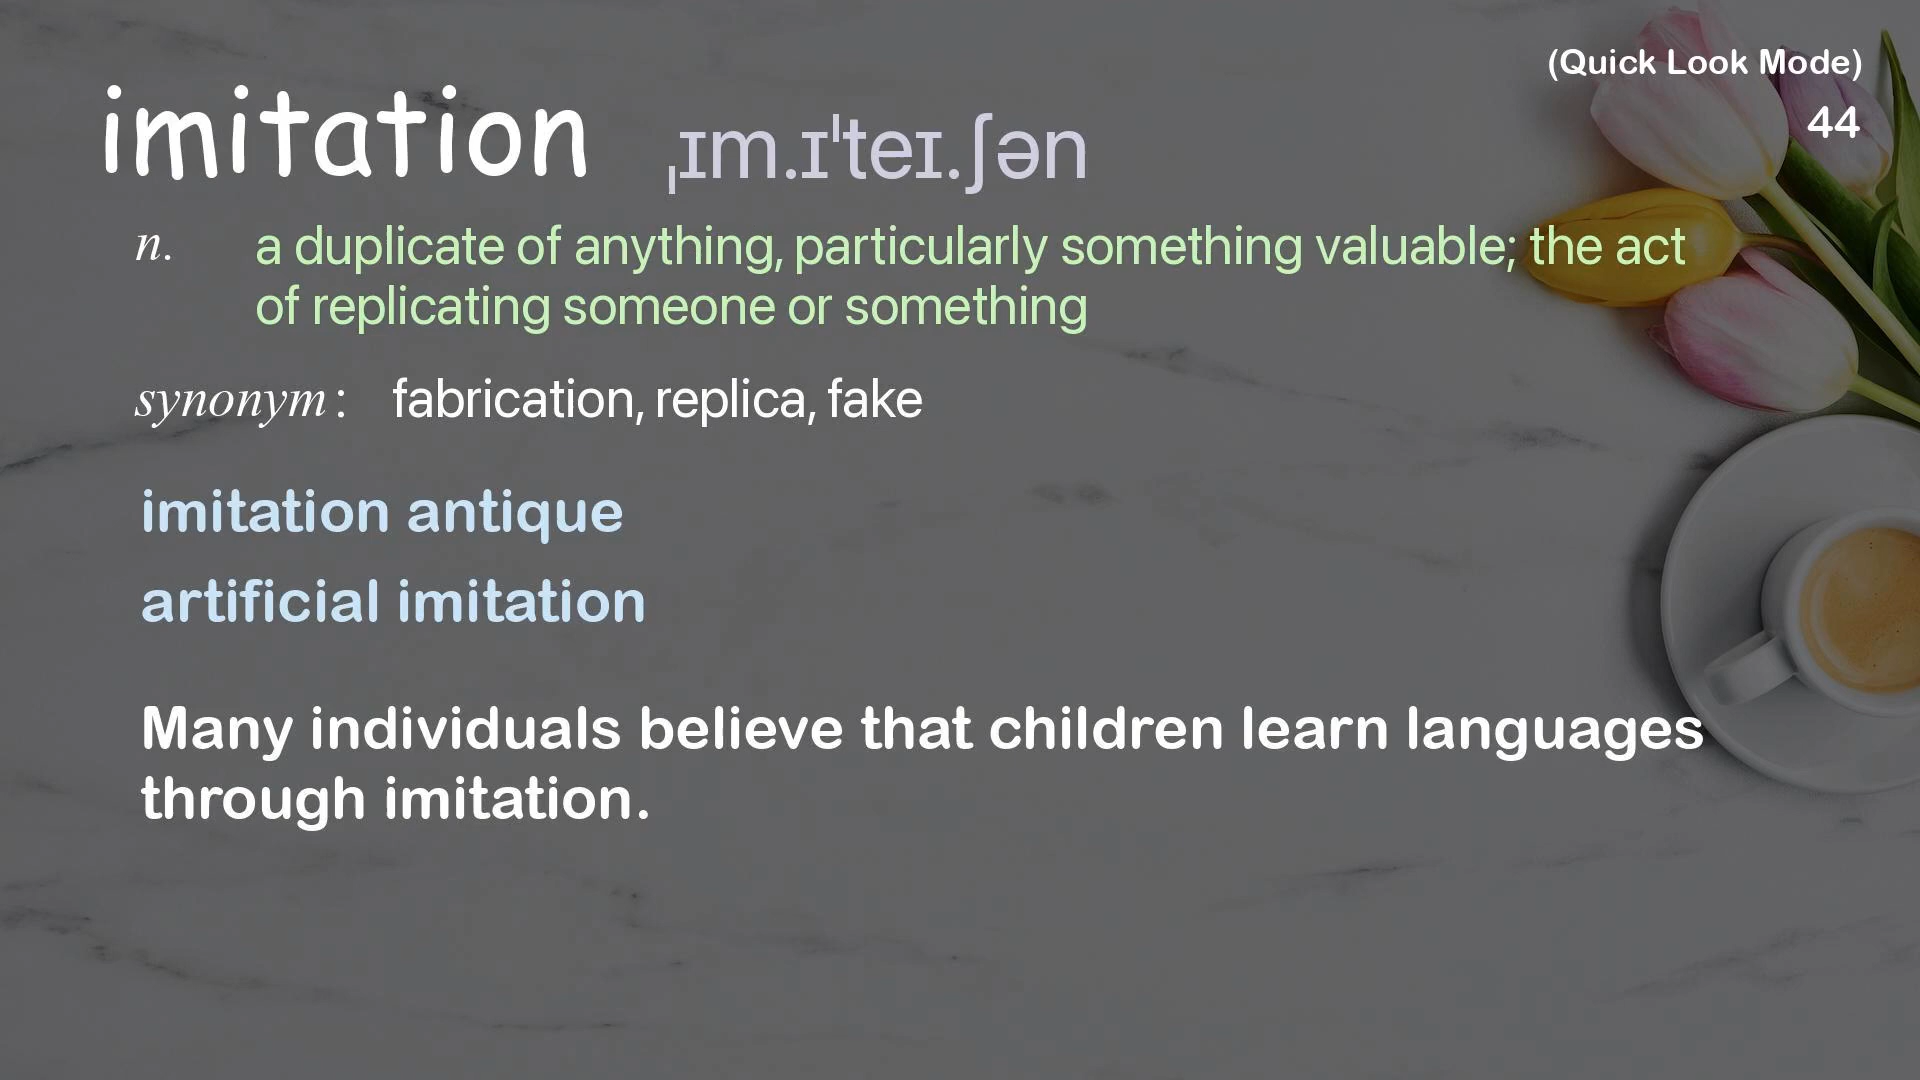 (Quick Look Mode)
44
imitation ˌɪm.ɪˈteɪ.ʃən
n. a duplicate of anything, particularly something valuable; the act
of replicating someone or something
synonym : fabrication, replica, fake
imitation antique
artificial imitation
Many individuals believe that children learn languages
through imitation.